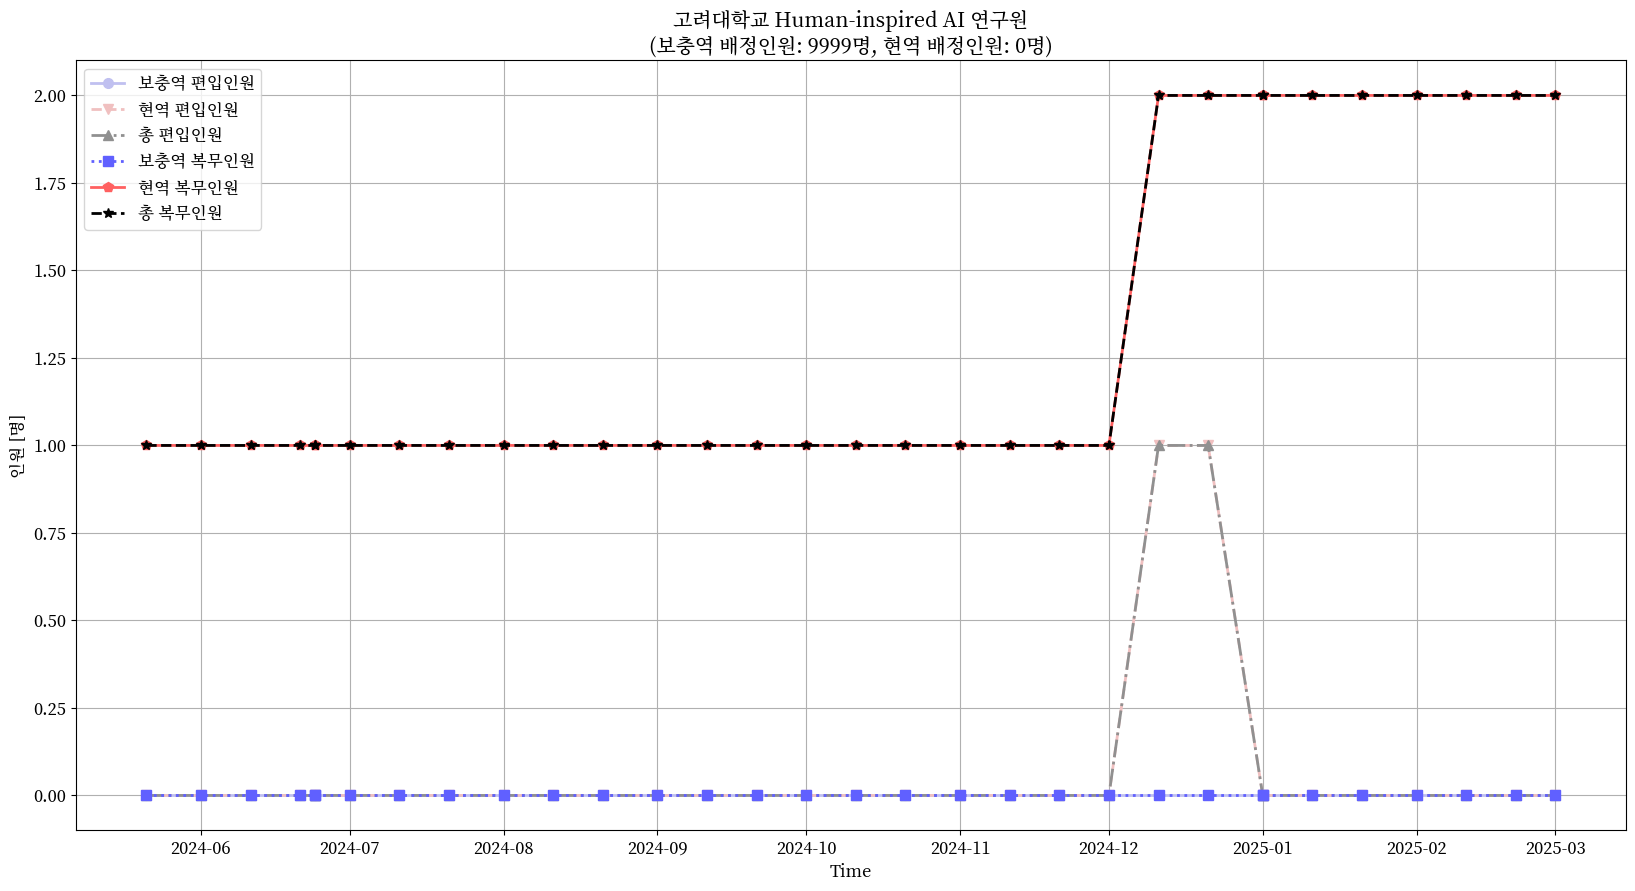 고려대학교 Human-inspired AI 연구원
(보충역 배정인원: 9999명, 현역 배정인원: 0명)
보충역 편입인원
현역 편입인원
총 편입인원
보충역 복무인원
현역 복무인원
총 복무인원
2.00
1.75
1.50
1.25
1.00
0.75
0.50
0.25
0.00
인원 [명]
2024-06 2024-07 2024-08 2024-09 2024-10 2024-11 2024-12 2025-01 2025-02 2025-03
Time